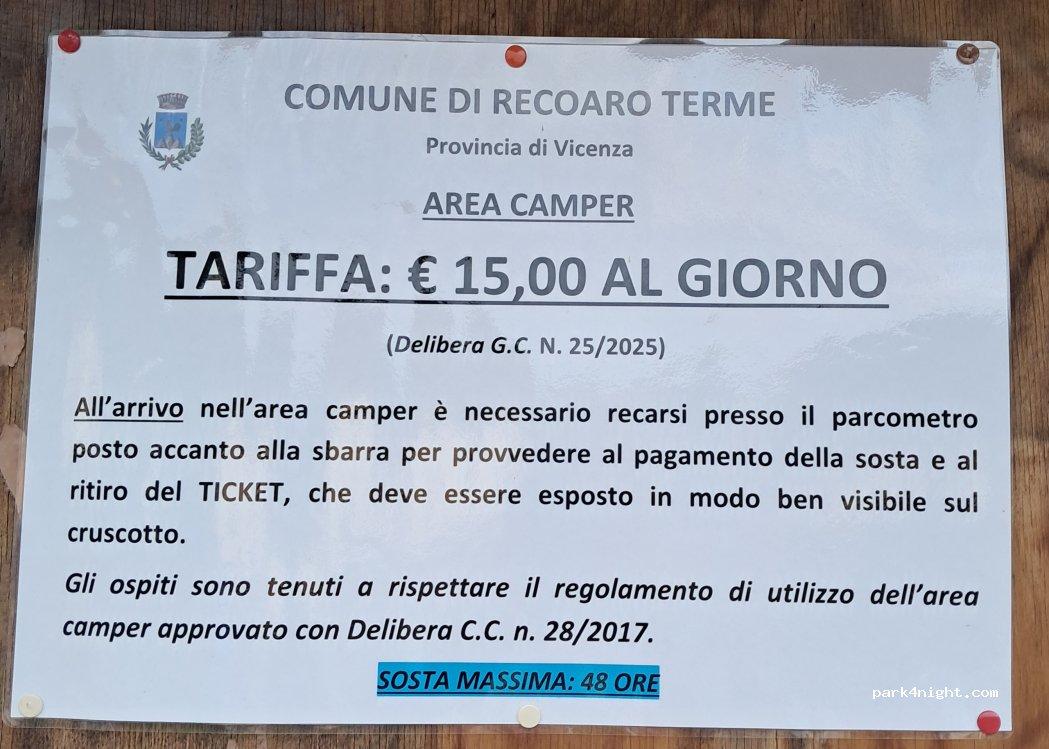 COMUNE DI RECOARO TERME
Provincia di Vicenza
AREA CAMPER
TARIFFA: € 15,00 AL GIORNO
(Delibera G.C. N. 25/2025)
All'arrivo nell'area camper è necessario recarsi presso il parcometro
posto accanto alla sbarra per provvedere al pagamento della sosta e al
ritiro del TICKET, che deve essere esposto in modo ben visibile sul
cruscotto.
Gli ospiti sono tenuti a rispettare il regolamento di utilizzo dell'area
camper approvato con Delibera C.C. n. 28/2017.
SOSTA MASSIMA: 48 ORE
park4night.com